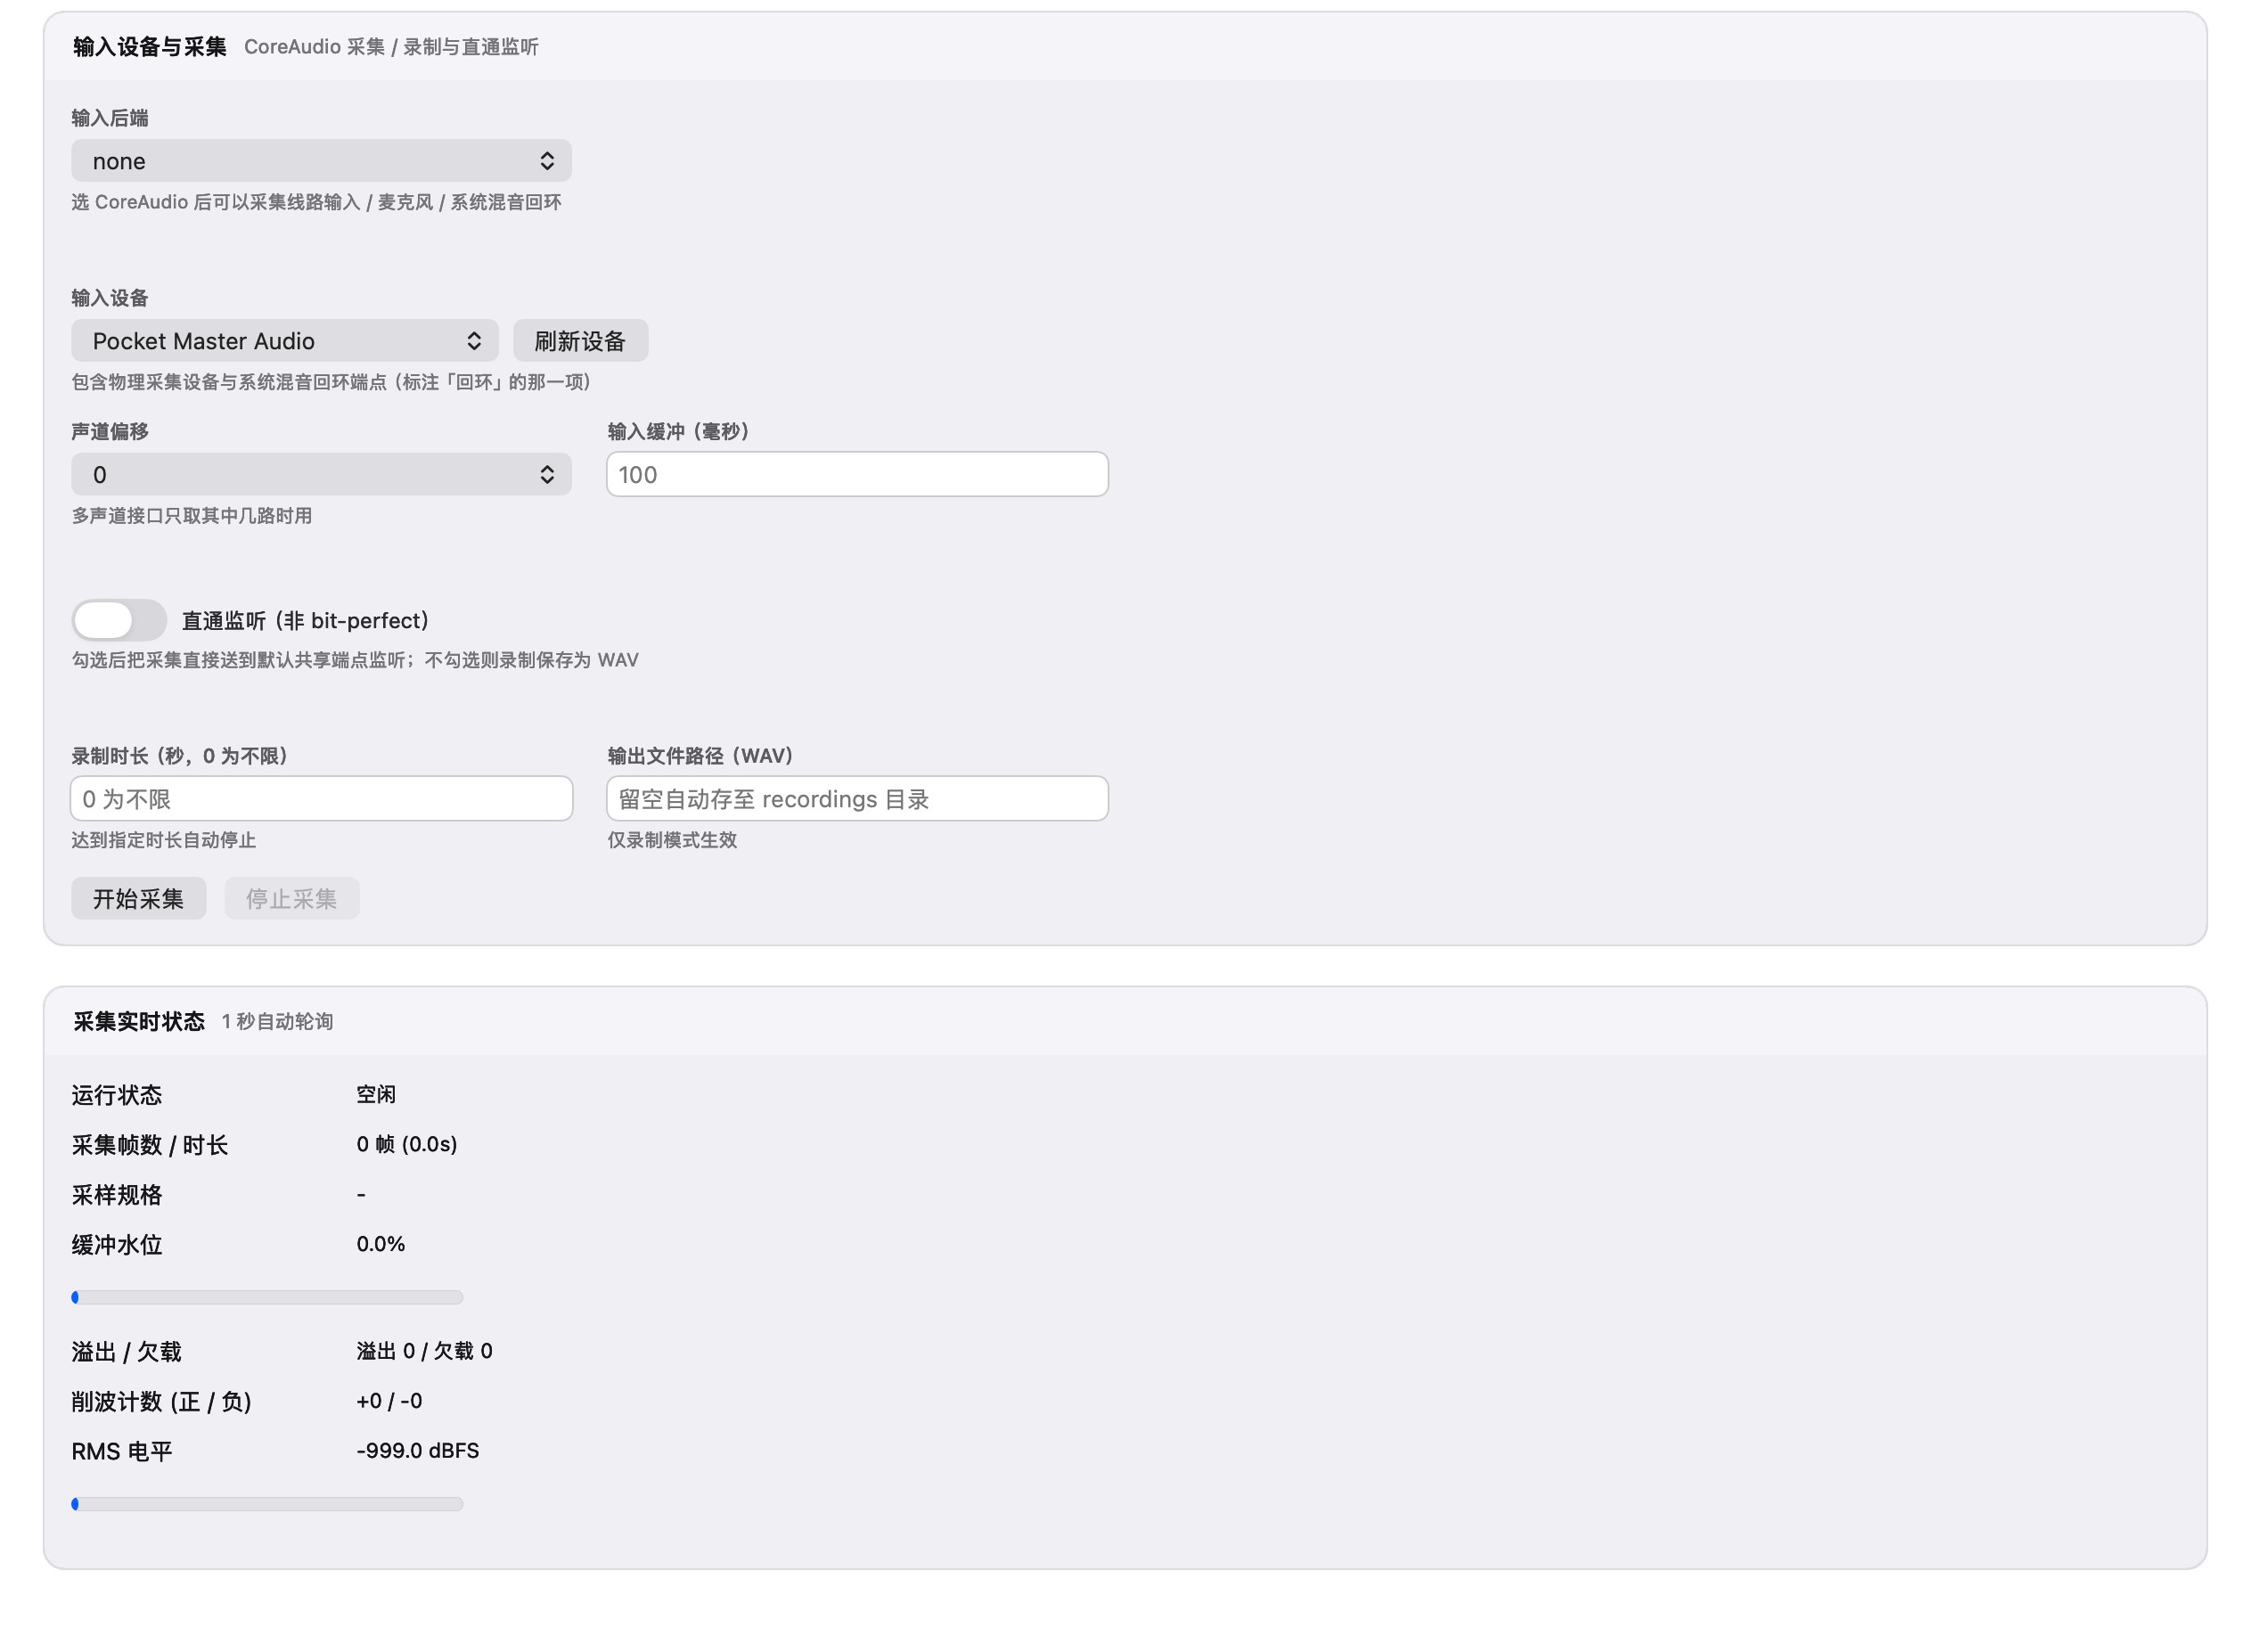 输入设备与采集 CoreAudio 采集 / 录制与直通监听
输入后端
none
选 CoreAudio 后可以采集线路输入 / 麦克风 / 系统混音回环
输入设备
Pocket Master Audio 刷新设备
包含物理采集设备与系统混音回环端点（标注「回环」的那一项）
声道偏移 输入缓冲（毫秒）
0 100
多声道接口只取其中几路时用
直通监听（非 bit-perfect）
勾选后把采集直接送到默认共享端点监听；不勾选则录制保存为 WAV
录制时长（秒，0 为不限） 输出文件路径（WAV）
0 为不限 留空自动存至 recordings 目录
达到指定时长自动停止 仅录制模式生效
开始采集 停止采集
采集实时状态 1 秒自动轮询
运行状态 空闲
采集帧数 / 时长 0 帧 (0.0s)
采样规格 -
缓冲水位 0.0%
溢出 / 欠载 溢出 0 / 欠载 0
削波计数 (正 / 负) +0 / -0
RMS 电平 -999.0 dBFS